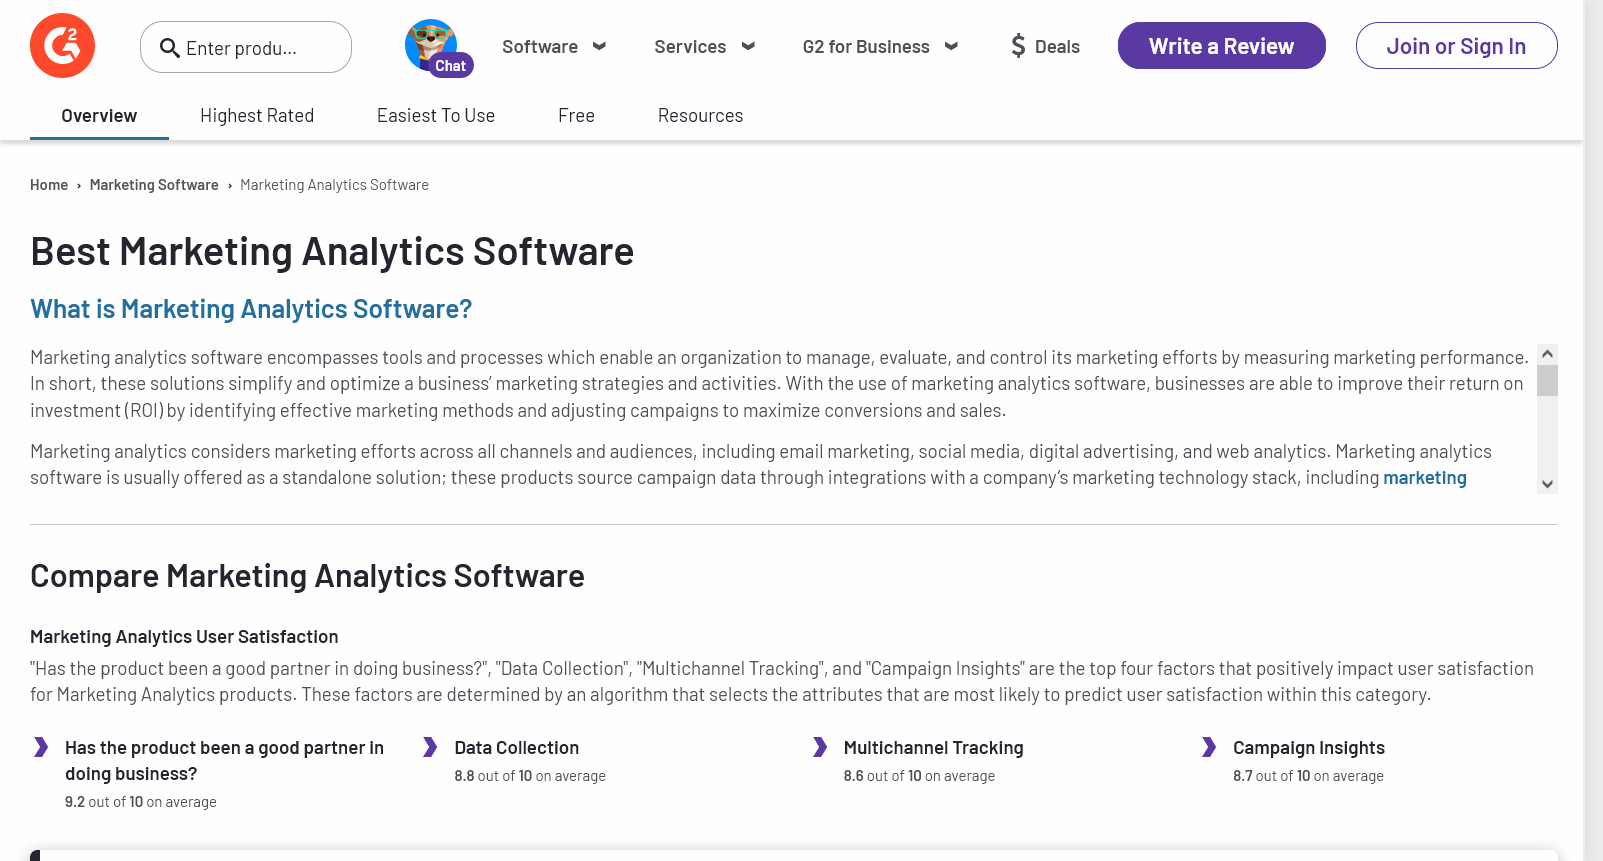 G2
Enter produ...
Chat
Software
Services
G2 for Business
$ Deals
Write a Review
Join or Sign In
Overview
Highest Rated
Easiest To Use
Free
Resources
Home › Marketing Software › Marketing Analytics Software
Best Marketing Analytics Software
What is Marketing Analytics Software?
Marketing analytics software encompasses tools and processes which enable an organization to manage, evaluate, and control its marketing efforts by measuring marketing performance.
In short, these solutions simplify and optimize a business’ marketing strategies and activities. With the use of marketing analytics software, businesses are able to improve their return on
investment (ROI) by identifying effective marketing methods and adjusting campaigns to maximize conversions and sales.
Marketing analytics considers marketing efforts across all channels and audiences, including email marketing, social media, digital advertising, and web analytics. Marketing analytics
software is usually offered as a standalone solution; these products source campaign data through integrations with a company’s marketing technology stack, including marketing
Compare Marketing Analytics Software
Marketing Analytics User Satisfaction
"Has the product been a good partner in doing business?", "Data Collection", "Multichannel Tracking", and "Campaign Insights" are the top four factors that positively impact user satisfaction
for Marketing Analytics products. These factors are determined by an algorithm that selects the attributes that are most likely to predict user satisfaction within this category.
Has the product been a good partner in
doing business?
9.2 out of 10 on average
Data Collection
8.8 out of 10 on average
Multichannel Tracking
8.6 out of 10 on average
Campaign Insights
8.7 out of 10 on average